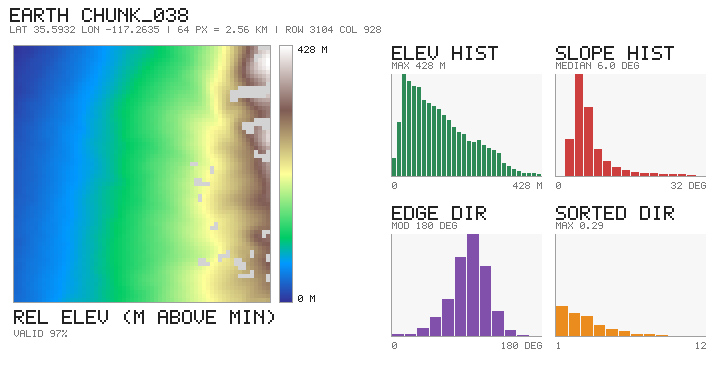 EARTH CHUNK_038
LAT 35.5932 LON -117.2635 | 64 PX = 2.56 KM | ROW 3104 COL 928
428 M
0 M
REL ELEV (M ABOVE MIN)
VALID 97%
ELEV HIST
MAX 428 M
0 428 M
SLOPE HIST
MEDIAN 6.0 DEG
0 32 DEG
EDGE DIR
MOD 180 DEG
0 180 DEG
SORTED DIR
MAX 0.29
1 12